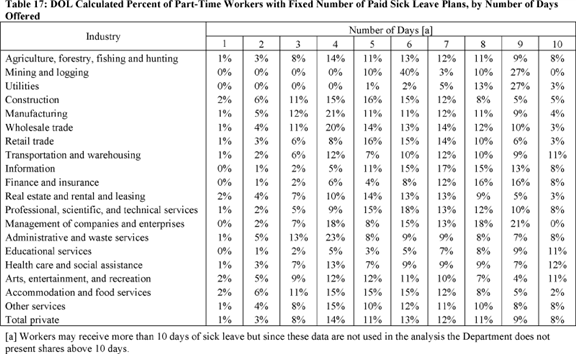 Table 17: DOL Calculated Percent of Part-Time Workers with Fixed Number of Paid Sick Leave Plans, by Number of Days
Offered
Industry Number of Days [a]
1 2 3 4 5 6 7 8 9 10
Agriculture, forestry, fishing and hunting 1% 3% 8% 14% 11% 13% 12% 11% 9% 8%
Mining and logging 0% 0% 0% 0% 10% 40% 3% 10% 27% 0%
Utilities 0% 0% 0% 0% 1% 2% 5% 13% 27% 3%
Construction 2% 6% 11% 15% 16% 15% 12% 8% 5% 5%
Manufacturing 1% 5% 12% 21% 11% 11% 12% 11% 9% 4%
Wholesale trade 1% 4% 11% 20% 14% 13% 14% 12% 10% 3%
Retail trade 1% 3% 6% 8% 16% 15% 14% 10% 6% 3%
Transportation and warehousing 1% 2% 6% 12% 7% 10% 12% 10% 9% 11%
Information 0% 1% 2% 5% 11% 15% 17% 15% 13% 8%
Finance and insurance 0% 1% 2% 6% 4% 8% 12% 16% 16% 8%
Real estate and rental and leasing 2% 4% 7% 10% 14% 13% 13% 9% 5% 3%
Professional, scientific, and technical services 1% 2% 5% 9% 15% 18% 13% 12% 10% 8%
Management of companies and enterprises 0% 2% 7% 18% 8% 15% 13% 18% 21% 0%
Administrative and waste services 1% 5% 13% 23% 8% 9% 9% 8% 7% 8%
Educational services 0% 1% 2% 5% 3% 5% 7% 8% 9% 11%
Health care and social assistance 1% 3% 7% 13% 7% 9% 9% 9% 7% 12%
Arts, entertainment, and recreation 2% 5% 9% 12% 12% 11% 10% 7% 4% 11%
Accommodation and food services 2% 6% 11% 15% 15% 15% 12% 8% 5% 2%
Other services 1% 4% 8% 15% 10% 12% 11% 10% 8% 8%
Total private 1% 3% 8% 14% 11% 13% 12% 11% 9% 8%
[a] Workers may receive more than 10 days of sick leave but since these data are not used in the analysis the Department does not
present shares above 10 days.